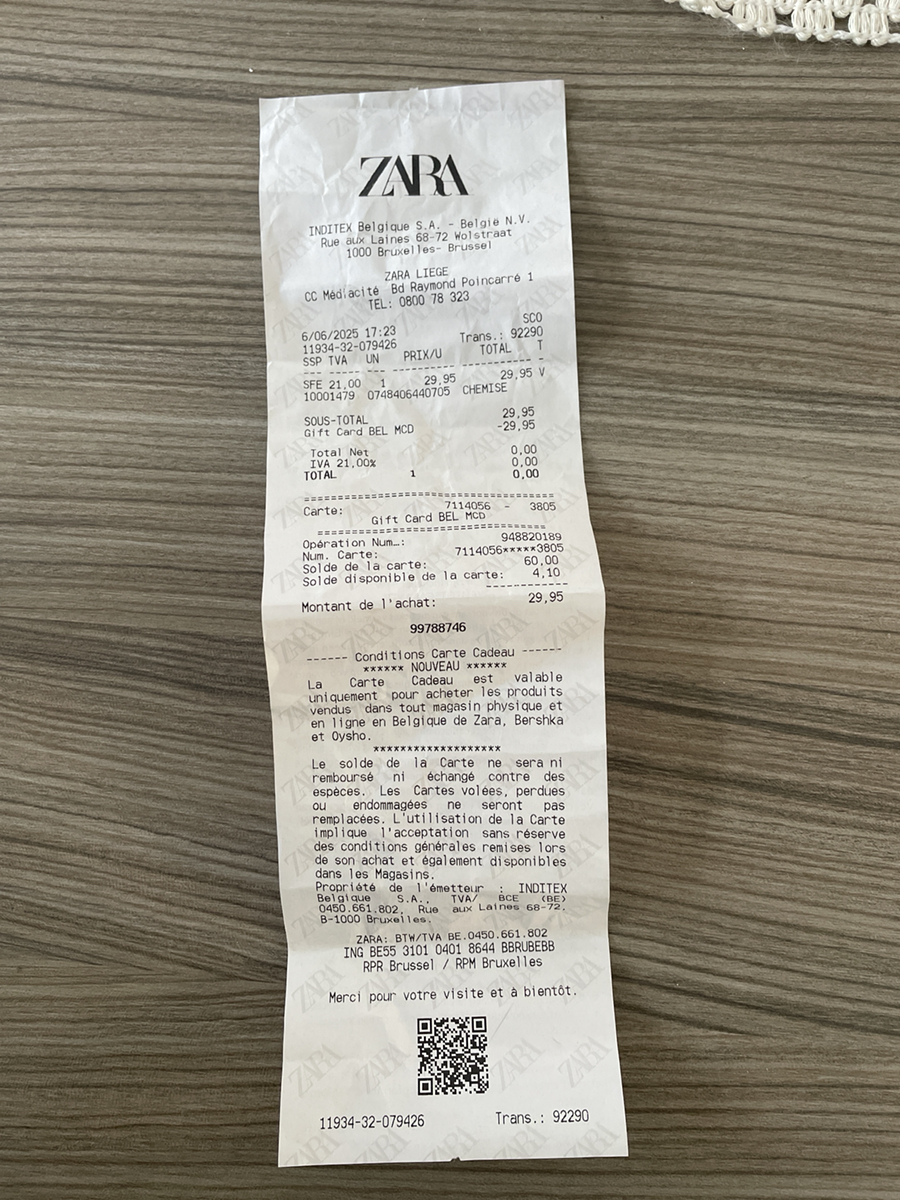 ZARA
INDITEX Belgique S.A. - België N.V.
Rue aux Laines 68-72 Wolstraat
1000 Bruxelles- Brussel
ZARA LIEGE
CC Médiacité Bd Raymond Poincarré 1
TEL: 0800 78 323
SCO
6/06/2025 17:23
11934-32-079426 Trans.: 92290
SSP TVA UN PRIX/U TOTAL T
--- --- --- ---------- ----------- -
SFE 21,00 1 29,95 29,95 V
10001479 0748406440705 CHEMISE
SOUS-TOTAL 29,95
Gift Card BEL MCD -29,95
Total Net 0,00
IVA 21,00% 0,00
TOTAL 1 0,00
====================================
Carte: 7114056 - 3805
Gift Card BEL MCD
====================================
Opération Num…: 948820189
Num. Carte: 7114056*****3805
Solde de la carte: 60,00
Solde disponible de la carte: 4,10
------------
Montant de l'achat: 29,95
99788746
------ Conditions Carte Cadeau ------
****** NOUVEAU ******
La Carte Cadeau est valable
uniquement pour acheter les produits
vendus dans tout magasin physique et
en ligne en Belgique de Zara, Bershka
et Oysho.
*******************
Le solde de la Carte ne sera ni
remboursé ni échangé contre des
espèces. Les Cartes volées, perdues
ou endommagées ne seront pas
remplacées. L'utilisation de la Carte
implique l'acceptation sans réserve
des conditions générales remises lors
de son achat et également disponibles
dans les Magasins.
Propriété de l'émetteur : INDITEX
Belgique S.A., TVA/ BCE (BE)
0450.661.802, Rue aux Laines 68-72,
B-1000 Bruxelles.
ZARA: BTW/TVA BE.0450.661.802
ING BE55 3101 0401 8644 BBRUBEBB
RPR Brussel / RPM Bruxelles
Merci pour votre visite et à bientôt.
11934-32-079426 Trans.: 92290